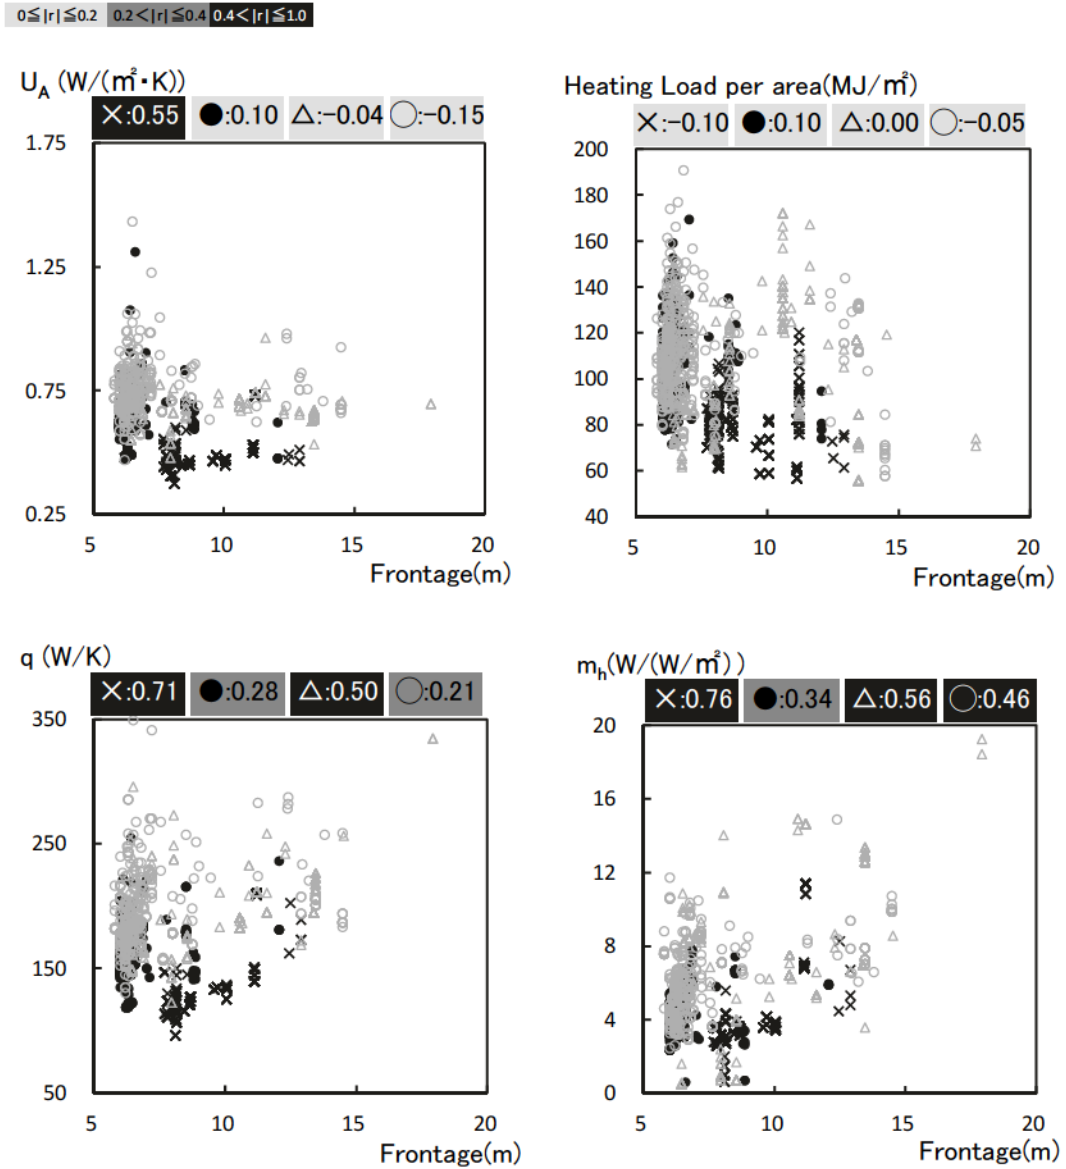 0≦|r|≦0.2 0.2<|r|≦0.4 0.4<|r|≦1.0
U_A (W/(㎡・K))
×:0.55 ●:0.10 △:-0.04 ○:-0.15
1.75
1.25
0.75
0.25
5 10 15 20
Frontage(m)
Heating Load per area(MJ/㎡)
×:-0.10 ●:0.10 △:0.00 ○:-0.05
200
180
160
140
120
100
80
60
40
5 10 15 20
Frontage(m)
q (W/K)
×:0.71 ●:0.28 △:0.50 ○:0.21
350
250
150
50
5 10 15 20
Frontage(m)
m_h(W/(W/㎡))
×:0.76 ●:0.34 △:0.56 ○:0.46
20
16
12
8
4
0
5 10 15 20
Frontage(m)